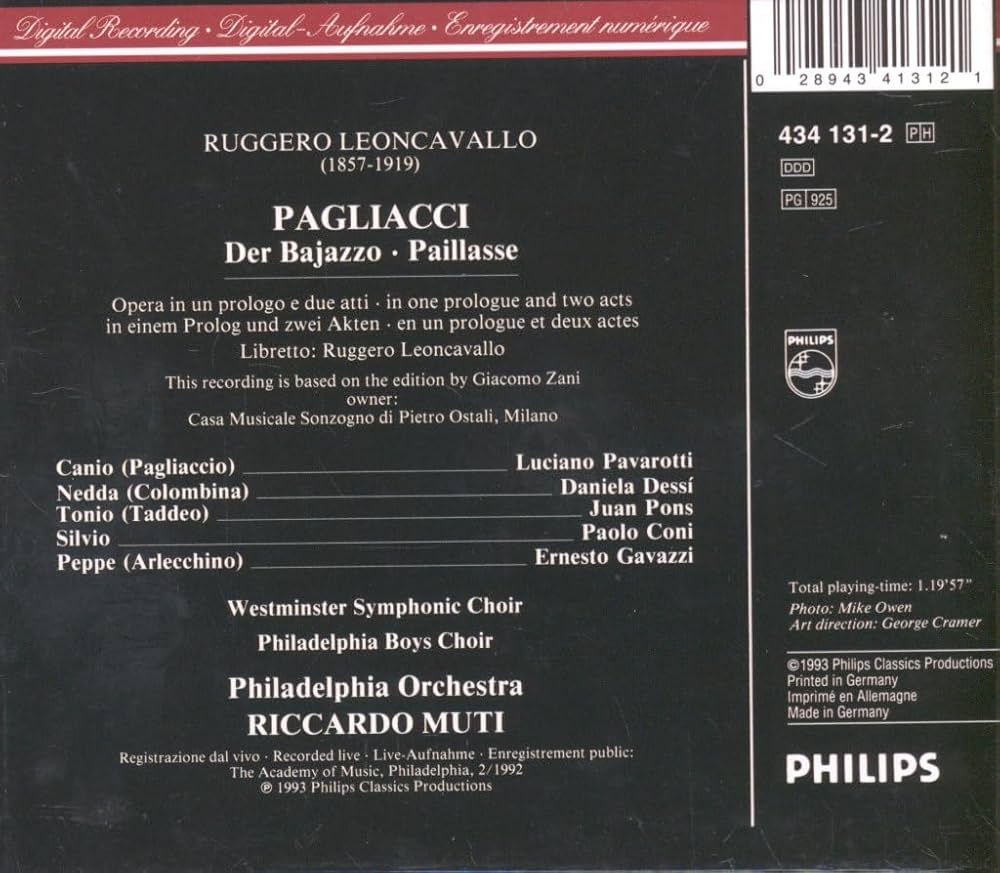 Digital Recording · Digital-Aufnahme · Enregistrement numérique
RUGGERO LEONCAVALLO
(1857-1919)
PAGLIACCI
Der Bajazzo · Paillasse
Opera in un prologo e due atti · in one prologue and two acts
in einem Prolog und zwei Akten · en un prologue et deux actes
Libretto: Ruggero Leoncavallo
This recording is based on the edition by Giacomo Zani
owner:
Casa Musicale Sonzogno di Pietro Ostali, Milano
Canio (Pagliaccio) Luciano Pavarotti
Nedda (Colombina) Daniela Dessí
Tonio (Taddeo) Juan Pons
Silvio Paolo Coni
Peppe (Arlecchino) Ernesto Gavazzi
Westminster Symphonic Choir
Philadelphia Boys Choir
Philadelphia Orchestra
RICCARDO MUTI
Registrazione dal vivo · Recorded live · Live-Aufnahme · Enregistrement public:
The Academy of Music, Philadelphia, 2/1992
℗ 1993 Philips Classics Productions
0 28943 41312 1
434 131-2 PH
DDD
PG 925
PHILIPS
Total playing-time: 1.19'57"
Photo: Mike Owen
Art direction: George Cramer
©1993 Philips Classics Productions
Printed in Germany
Imprimé en Allemagne
Made in Germany
PHILIPS